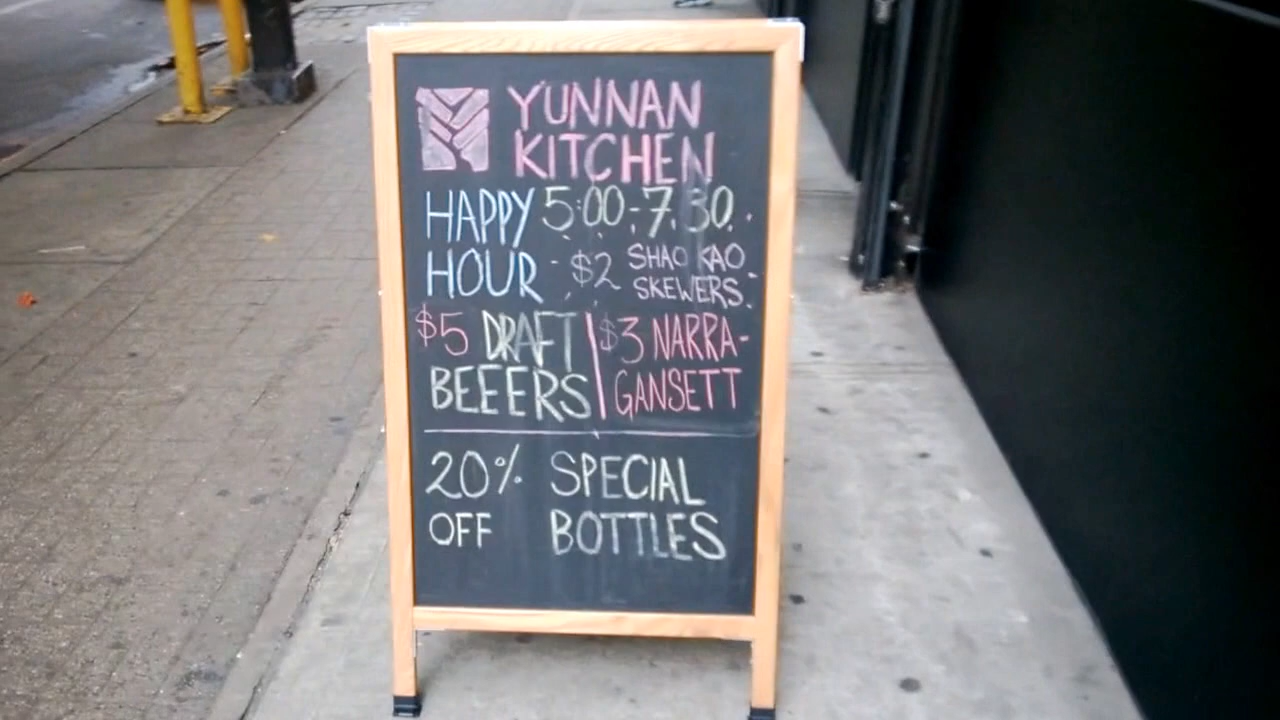 YUNNAN
KITCHEN
HAPPY 5:00-7:30
HOUR $2 SHAO KAO
SKEWERS
$5 DRAFT | $3 NARRA-
BEEERS | GANSETT
20% SPECIAL
OFF BOTTLES